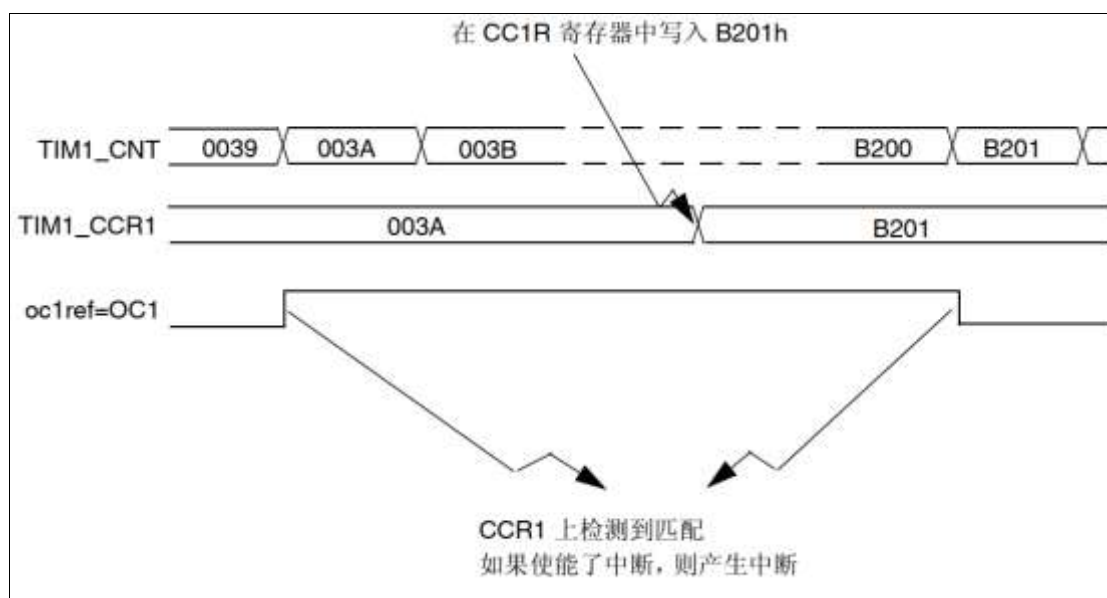 在 CC1R 寄存器中写入 B201h
TIM1_CNT 0039 003A 003B B200 B201
TIM1_CCR1 003A B201
oc1ref=OC1
CCR1 上检测到匹配
如果使能了中断，则产生中断